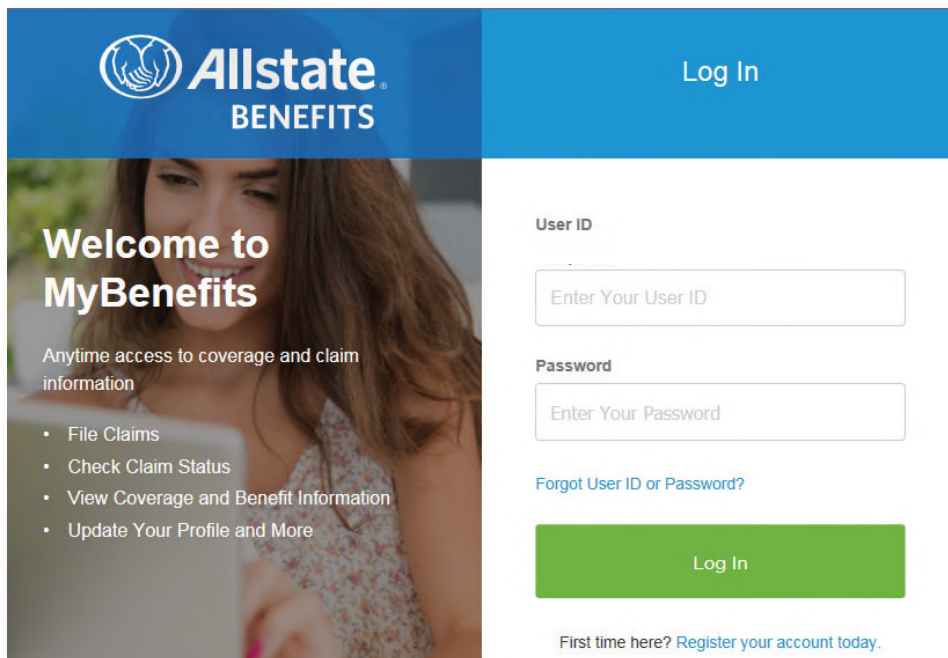 Allstate®
BENEFITS
Log In
Welcome to
MyBenefits
Anytime access to coverage and claim
information
• File Claims
• Check Claim Status
• View Coverage and Benefit Information
• Update Your Profile and More
User ID
Enter Your User ID
Password
Enter Your Password
Forgot User ID or Password?
Log In
First time here? Register your account today.